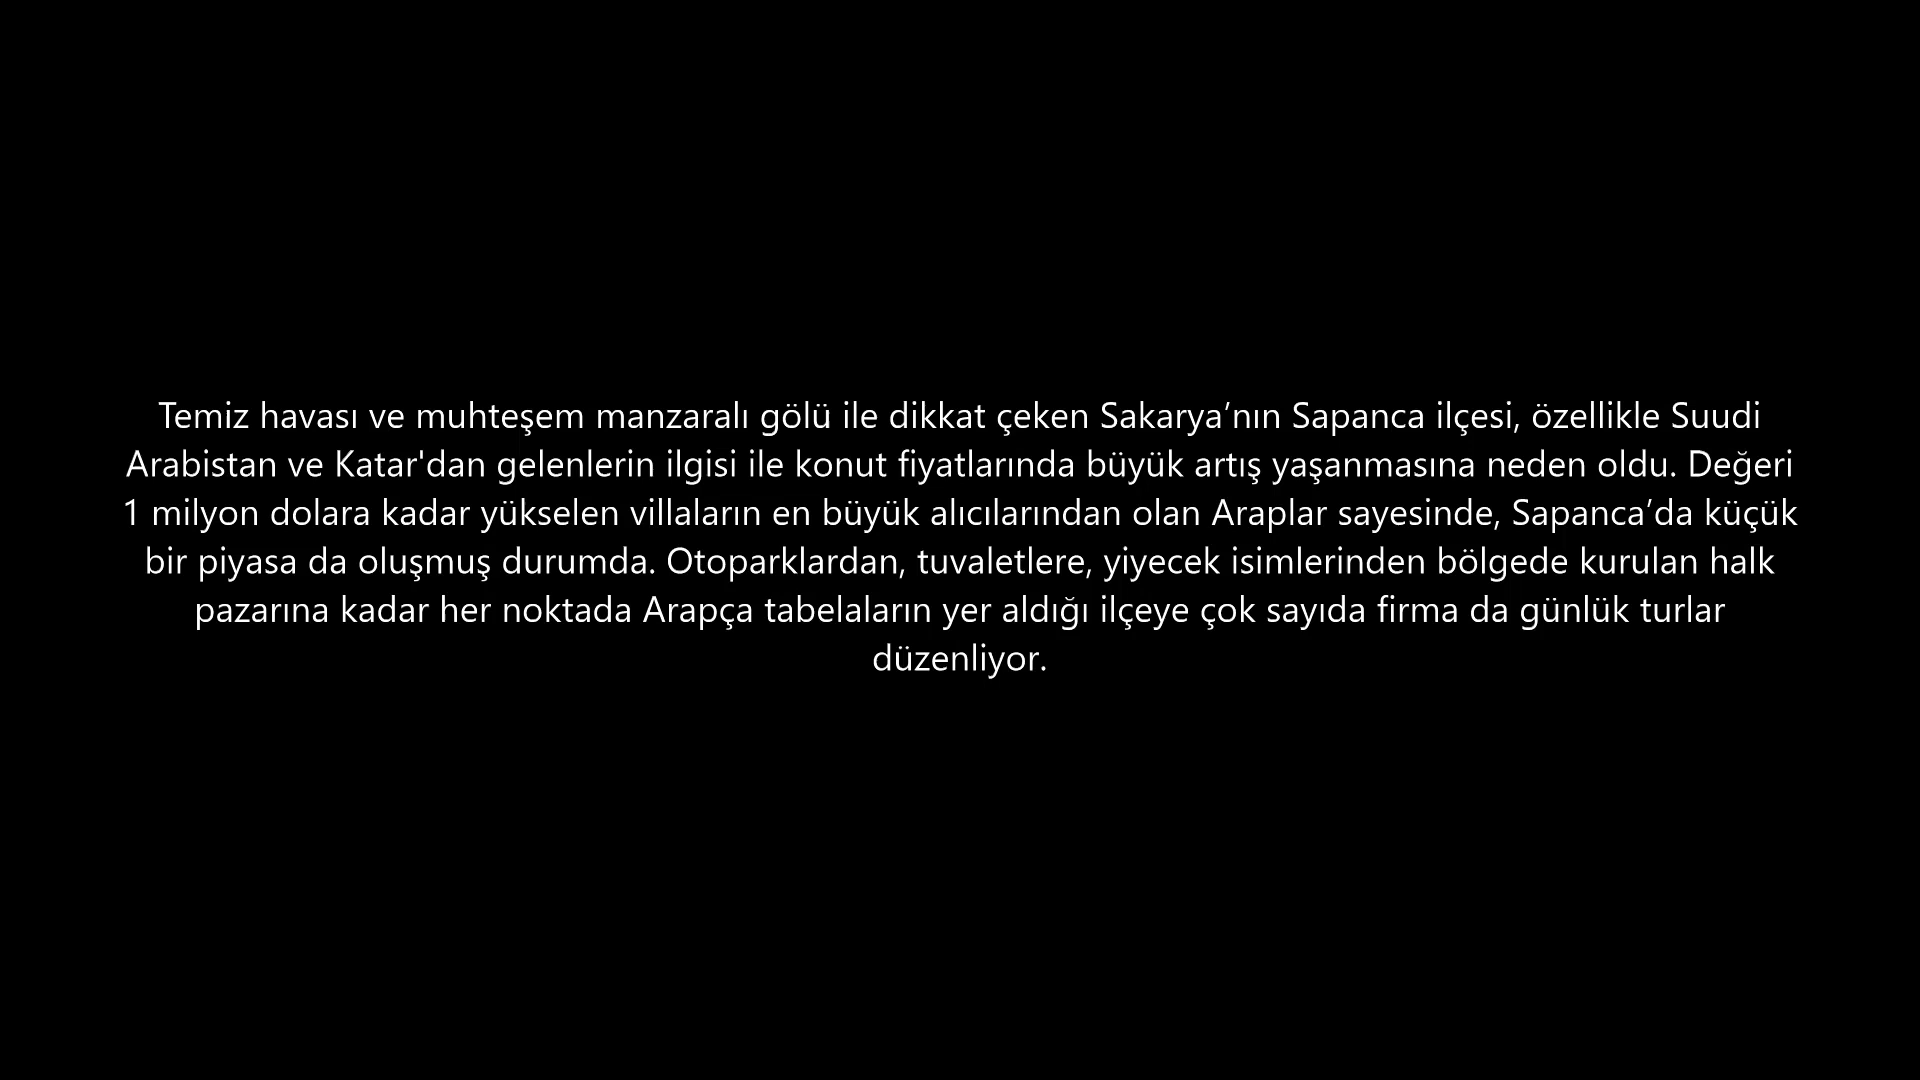 Temiz havası ve muhteşem manzaralı gölü ile dikkat çeken Sakarya’nın Sapanca ilçesi, özellikle Suudi
Arabistan ve Katar'dan gelenlerin ilgisi ile konut fiyatlarında büyük artış yaşanmasına neden oldu. Değeri
1 milyon dolara kadar yükselen villaların en büyük alıcılarından olan Araplar sayesinde, Sapanca’da küçük
bir piyasa da oluşmuş durumda. Otoparklardan, tuvaletlere, yiyecek isimlerinden bölgede kurulan halk
pazarına kadar her noktada Arapça tabelaların yer aldığı ilçeye çok sayıda firma da günlük turlar
düzenliyor.